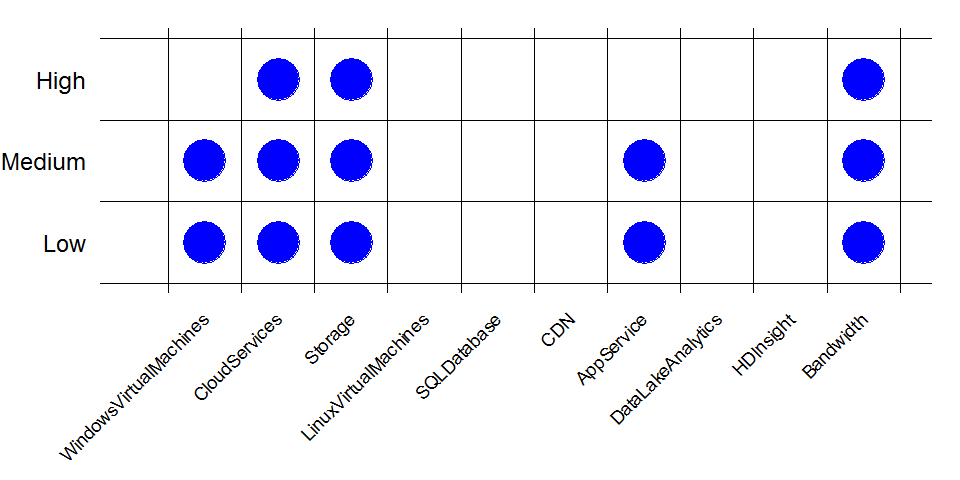 High
Medium
Low
WindowsVirtualMachines
CloudServices
Storage
LinuxVirtualMachines
SQLDatabase
CDN
AppService
DataLakeAnalytics
HDInsight
Bandwidth